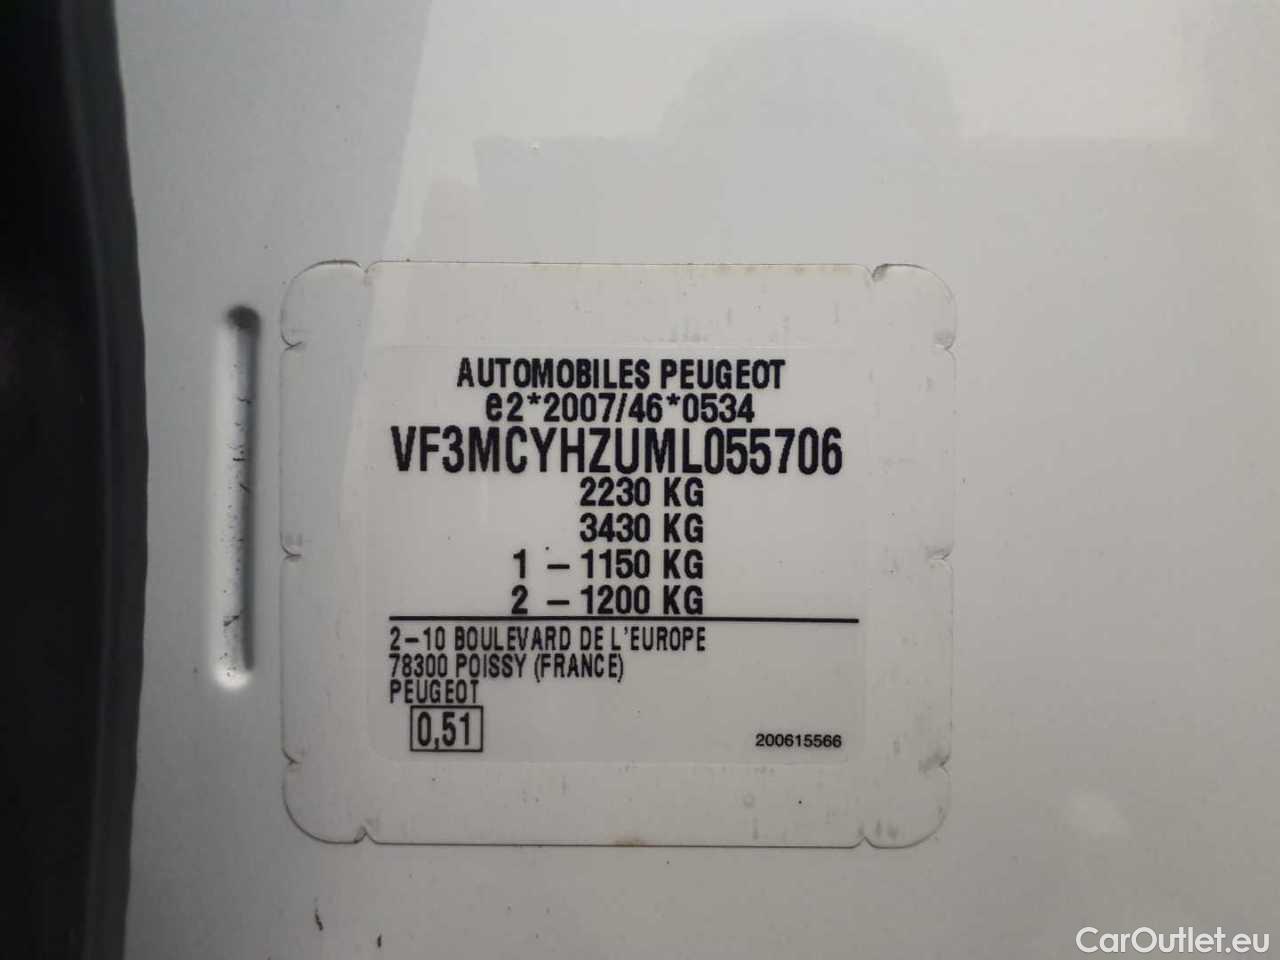 AUTOMOBILES PEUGEOT
e2*2007/46*0534
VF3MCYHZUML055706
2230 KG
3430 KG
1 – 1150 KG
2 – 1200 KG
2–10 BOULEVARD DE L'EUROPE
78300 POISSY (FRANCE)
PEUGEOT
0,51
200615566
CarOutlet.eu